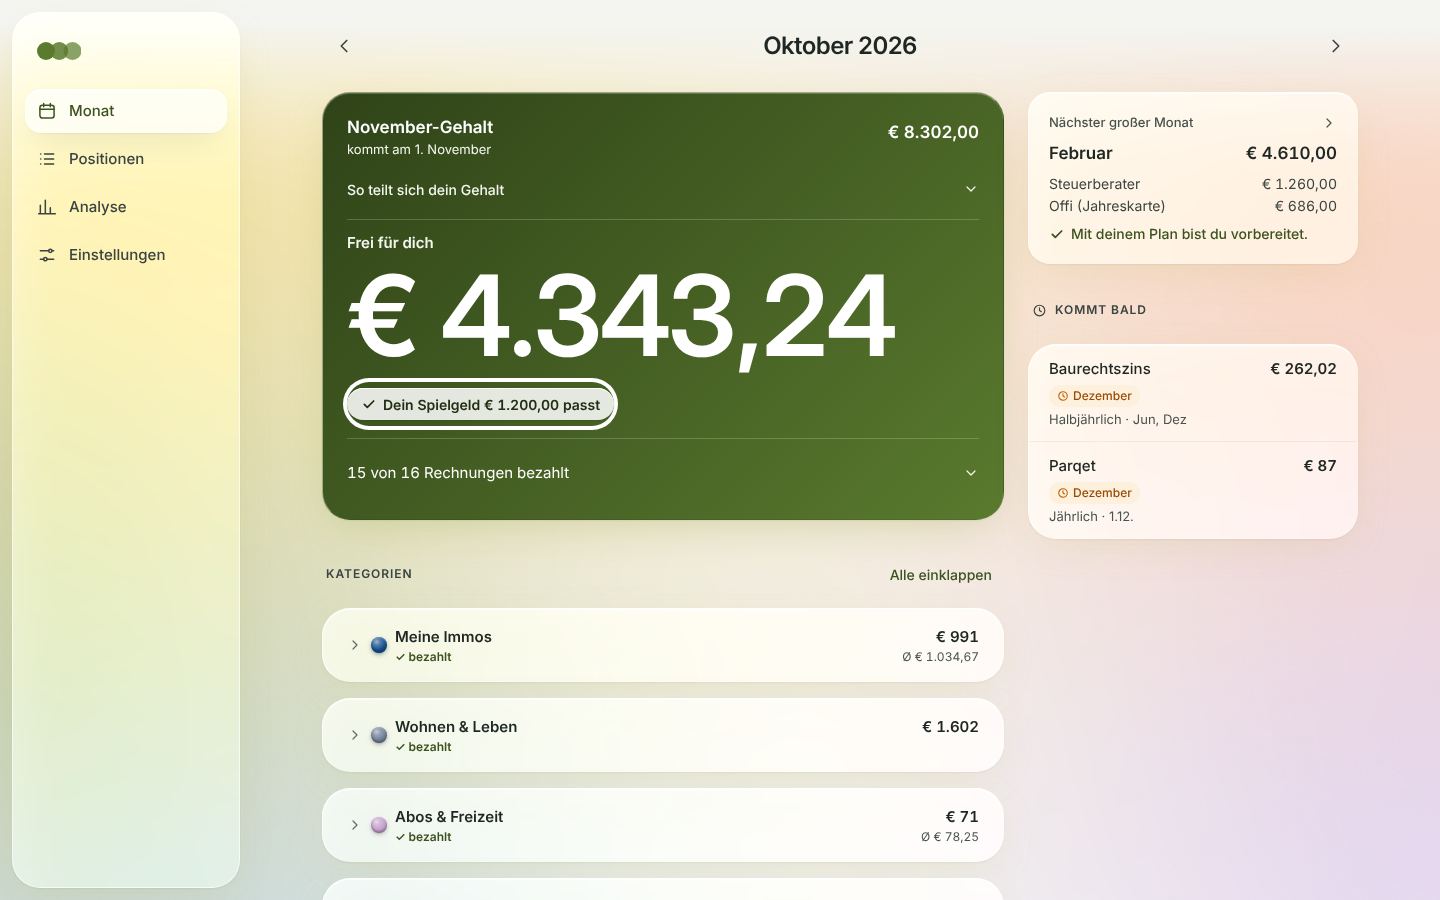 Monat
Positionen
Analyse
Einstellungen
Oktober 2026
November-Gehalt
€ 8.302,00
kommt am 1. November
So teilt sich dein Gehalt
Frei für dich
€ 4.343,24
Dein Spielgeld € 1.200,00 passt
15 von 16 Rechnungen bezahlt
KATEGORIEN
Alle einklappen
Meine Immos
€ 991
✓ bezahlt
Ø € 1.034,67
Wohnen & Leben
€ 1.602
✓ bezahlt
Abos & Freizeit
€ 71
✓ bezahlt
Ø € 78,25
Nächster großer Monat
Februar
€ 4.610,00
Steuerberater
€ 1.260,00
Offi (Jahreskarte)
€ 686,00
Mit deinem Plan bist du vorbereitet.
KOMMT BALD
Baurechtszins
€ 262,02
Dezember
Halbjährlich · Jun, Dez
Parqet
€ 87
Dezember
Jährlich · 1.12.